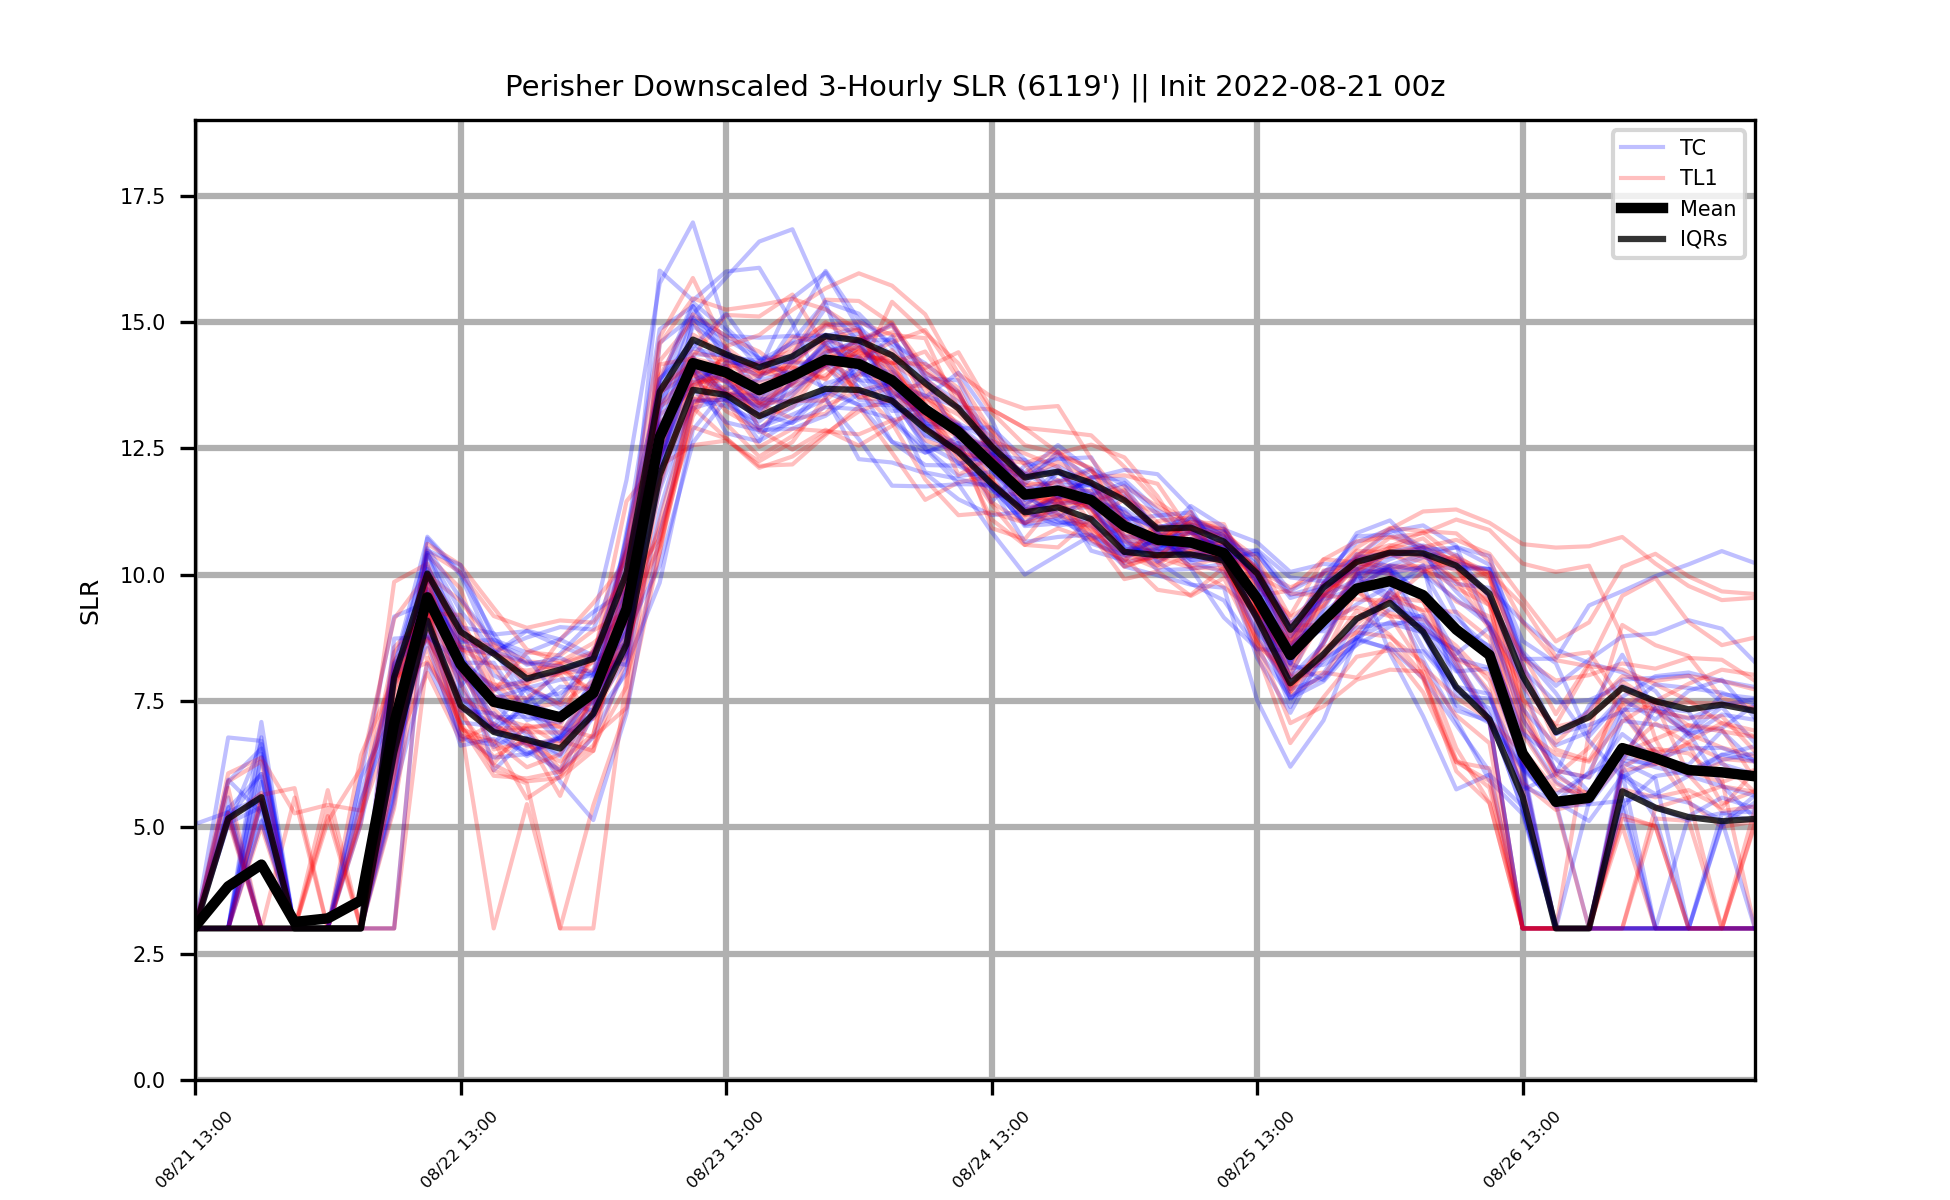 Perisher Downscaled 3-Hourly SLR (6119') || Init 2022-08-21 00z
TC
TL1
Mean
IQRs
SLR
17.5
15.0
12.5
10.0
7.5
5.0
2.5
0.0
08/21 13:00
08/22 13:00
08/23 13:00
08/24 13:00
08/25 13:00
08/26 13:00